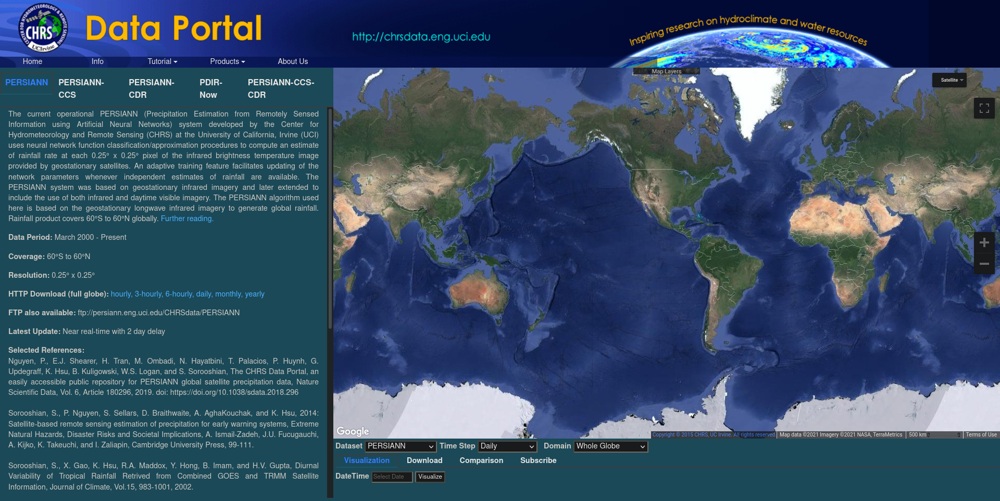 CENTER FOR HYDROMETEOROLOGY & REMOTE SENSING
CHRS
UCIrvine
Data Portal
http://chrsdata.eng.uci.edu
Inspiring research on hydroclimate and water resources
Home Info Tutorial Products About Us
PERSIANN PERSIANN- PERSIANN- PDIR- PERSIANN-CCS-
CCS CDR Now CDR
The current operational PERSIANN (Precipitation Estimation from Remotely Sensed
Information using Artificial Neural Networks) system developed by the Center for
Hydrometeorology and Remote Sensing (CHRS) at the University of California, Irvine (UCI)
uses neural network function classification/approximation procedures to compute an estimate
of rainfall rate at each 0.25° x 0.25° pixel of the infrared brightness temperature image
provided by geostationary satellites. An adaptive training feature facilitates updating of the
network parameters whenever independent estimates of rainfall are available. The
PERSIANN system was based on geostationary infrared imagery and later extended to
include the use of both infrared and daytime visible imagery. The PERSIANN algorithm used
here is based on the geostationary longwave infrared imagery to generate global rainfall.
Rainfall product covers 60°S to 60°N globally. Further reading.
Data Period: March 2000 - Present
Coverage: 60°S to 60°N
Resolution: 0.25° x 0.25°
HTTP Download (full globe): hourly, 3-hourly, 6-hourly, daily, monthly, yearly
FTP also available: ftp://persiann.eng.uci.edu/CHRSdata/PERSIANN
Latest Update: Near real-time with 2 day delay
Selected References:
Nguyen, P., E.J. Shearer, H. Tran, M. Ombadi, N. Hayatbini, T. Palacios, P. Huynh, G.
Updegraff, K. Hsu, B. Kuligowski, W.S. Logan, and S. Sorooshian, The CHRS Data Portal, an
easily accessible public repository for PERSIANN global satellite precipitation data, Nature
Scientific Data, Vol. 6, Article 180296, 2019. doi: https://doi.org/10.1038/sdata.2018.296
Sorooshian, S., P. Nguyen, S. Sellars, D. Braithwaite, A. AghaKouchak, and K. Hsu, 2014:
Satellite-based remote sensing estimation of precipitation for early warning systems, Extreme
Natural Hazards, Disaster Risks and Societal Implications, A. Ismail-Zadeh, J.U. Fucugauchi,
A. Kijko, K. Takeuchi, and I. Zaliapin, Cambridge University Press, 99-111.
Sorooshian, S., X. Gao, K. Hsu, R.A. Maddox, Y. Hong, B. Imam, and H.V. Gupta, Diurnal
Variability of Tropical Rainfall Retrived from Combined GOES and TRMM Satellite
Information, Journal of Climate, Vol.15, 983-1001, 2002.
Map Layers
Satellite
Google
Copyright © 2015 CHRS, UC Irvine. All rights reserved. Map data ©2021 Imagery ©2021 NASA, TerraMetrics 500 km Terms of Use
Dataset PERSIANN Time Step Daily Domain Whole Globe
Visualization Download Comparison Subscribe
DateTime Select Date Visualize